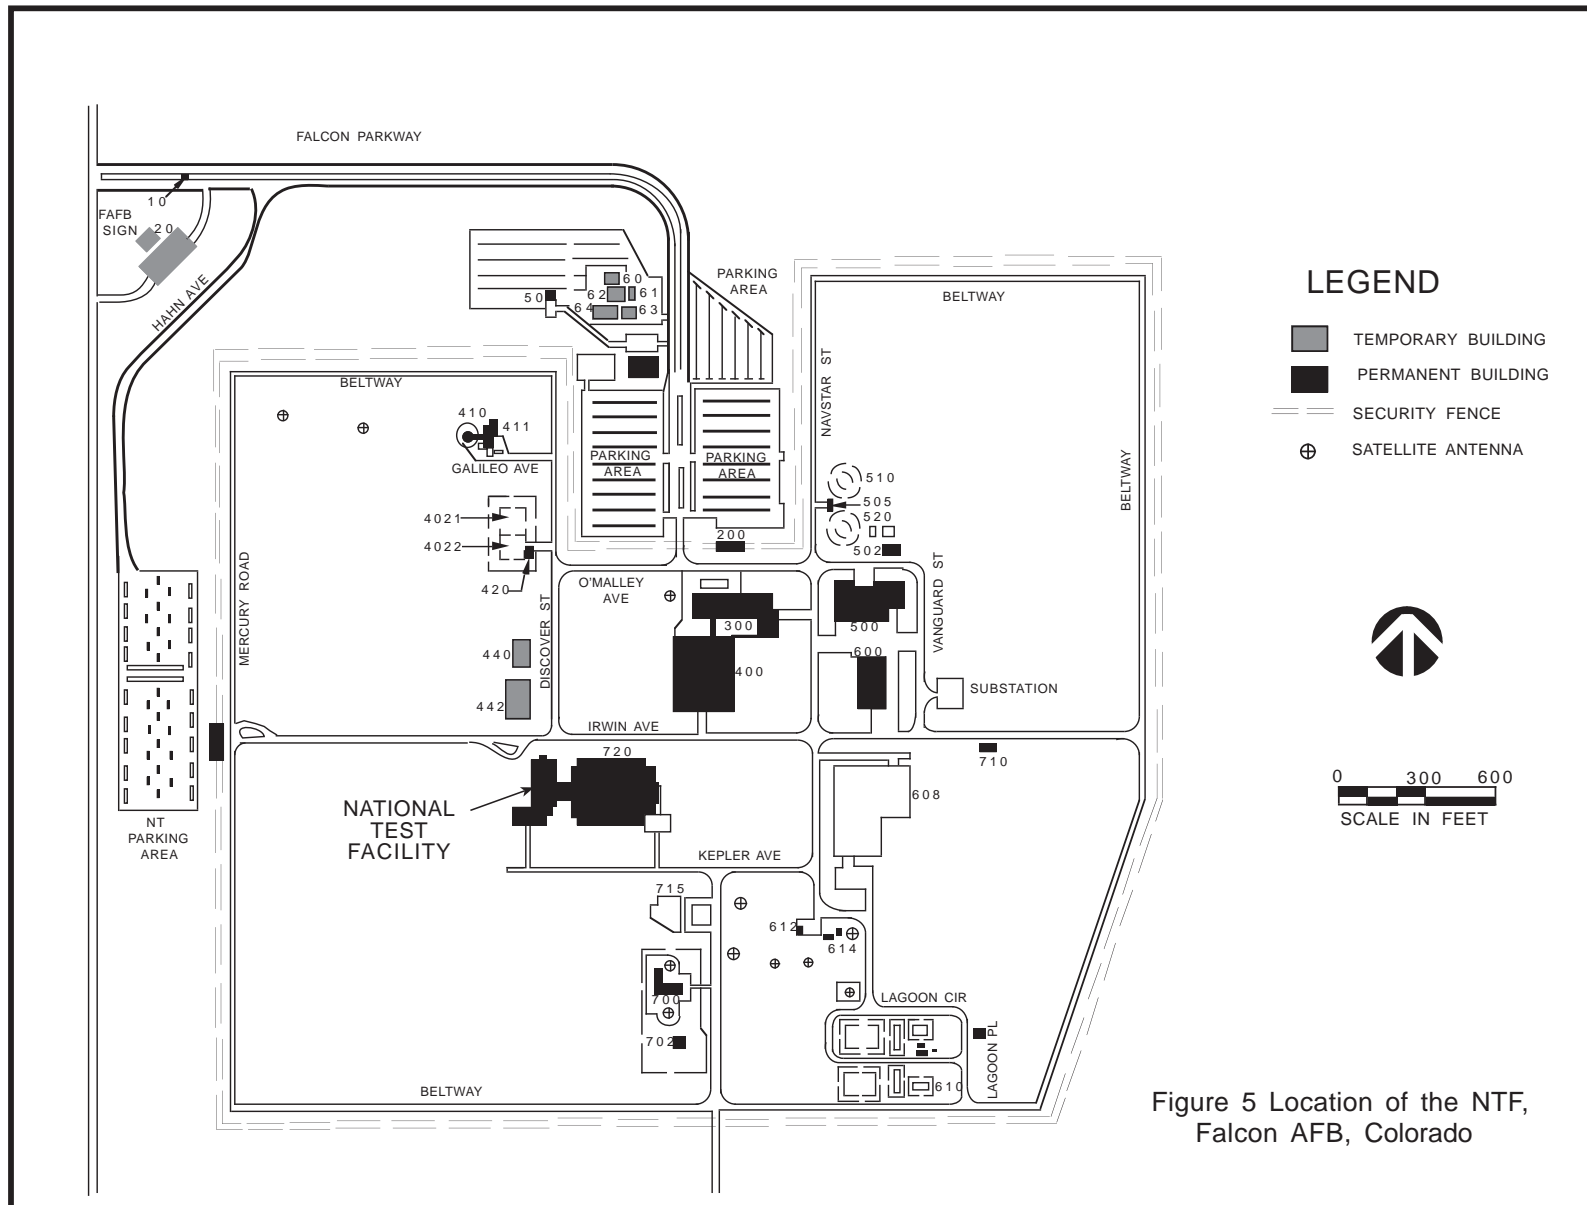 FALCON PARKWAY
10
FAFB
SIGN
20
HAHN AVE
60
61
62
50
64
63
PARKING
AREA
BELTWAY
LEGEND
TEMPORARY BUILDING
PERMANENT BUILDING
SECURITY FENCE
SATELLITE ANTENNA
BELTWAY
NAVSTAR ST
410
411
GALILEO AVE
PARKING
AREA
PARKING
AREA
510
505
520
502
BELTWAY
4021
4022
200
420
O'MALLEY
AVE
MERCURY ROAD
DISCOVER ST
VANGUARD ST
300
500
440
400
600
442
SUBSTATION
IRWIN AVE
720
710
608
NATIONAL
TEST
FACILITY
NT
PARKING
AREA
KEPLER AVE
0 300 600
SCALE IN FEET
715
612
614
700
LAGOON CIR
702
LAGOON PL
610
BELTWAY
Figure 5 Location of the NTF,
Falcon AFB, Colorado